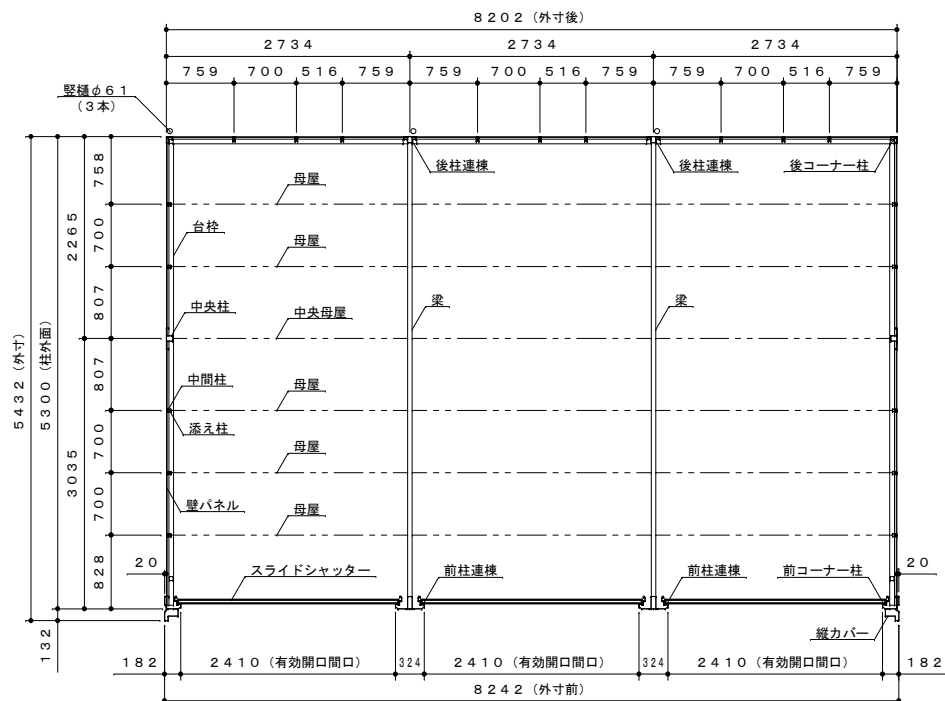 ８２０２（外寸後）
２７３４ ２７３４ ２７３４
７５９ ７００ ５１６ ７５９ ７５９ ７００ ５１６ ７５９ ７５９ ７００ ５１６ ７５９
竪樋φ６１
（３本）
後柱連棟 後柱連棟 後コーナー柱
母屋
台枠
母屋
中央柱 中央母屋 梁 梁
中間柱 母屋
添え柱
母屋
壁パネル 母屋
７５８
７００
８０７
８０７
７００
７００
８２８
２２６５
３０３５
５３００（柱外面）
５４３２（外寸）
１３２
２０ スライドシャッター 前柱連棟 前柱連棟 前コーナー柱 ２０
縦カバー
１８２ ２４１０（有効開口間口） ３２４ ２４１０（有効開口間口） ３２４ ２４１０（有効開口間口） １８２
８２４２（外寸前）